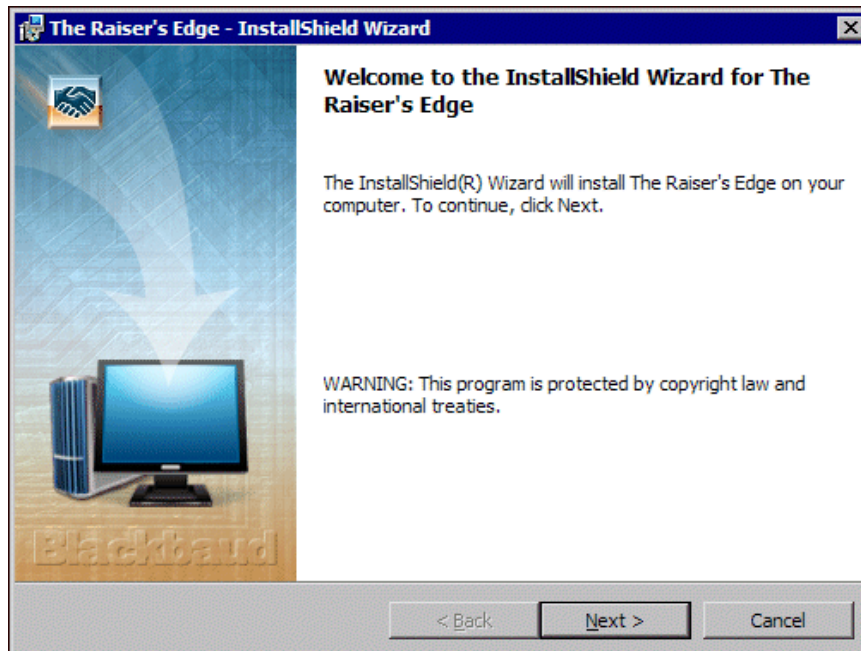 The Raiser's Edge - InstallShield Wizard
Welcome to the InstallShield Wizard for The
Raiser's Edge
The InstallShield(R) Wizard will install The Raiser's Edge on your
computer. To continue, click Next.
WARNING: This program is protected by copyright law and
international treaties.
Blackbaud
< Back
Next >
Cancel